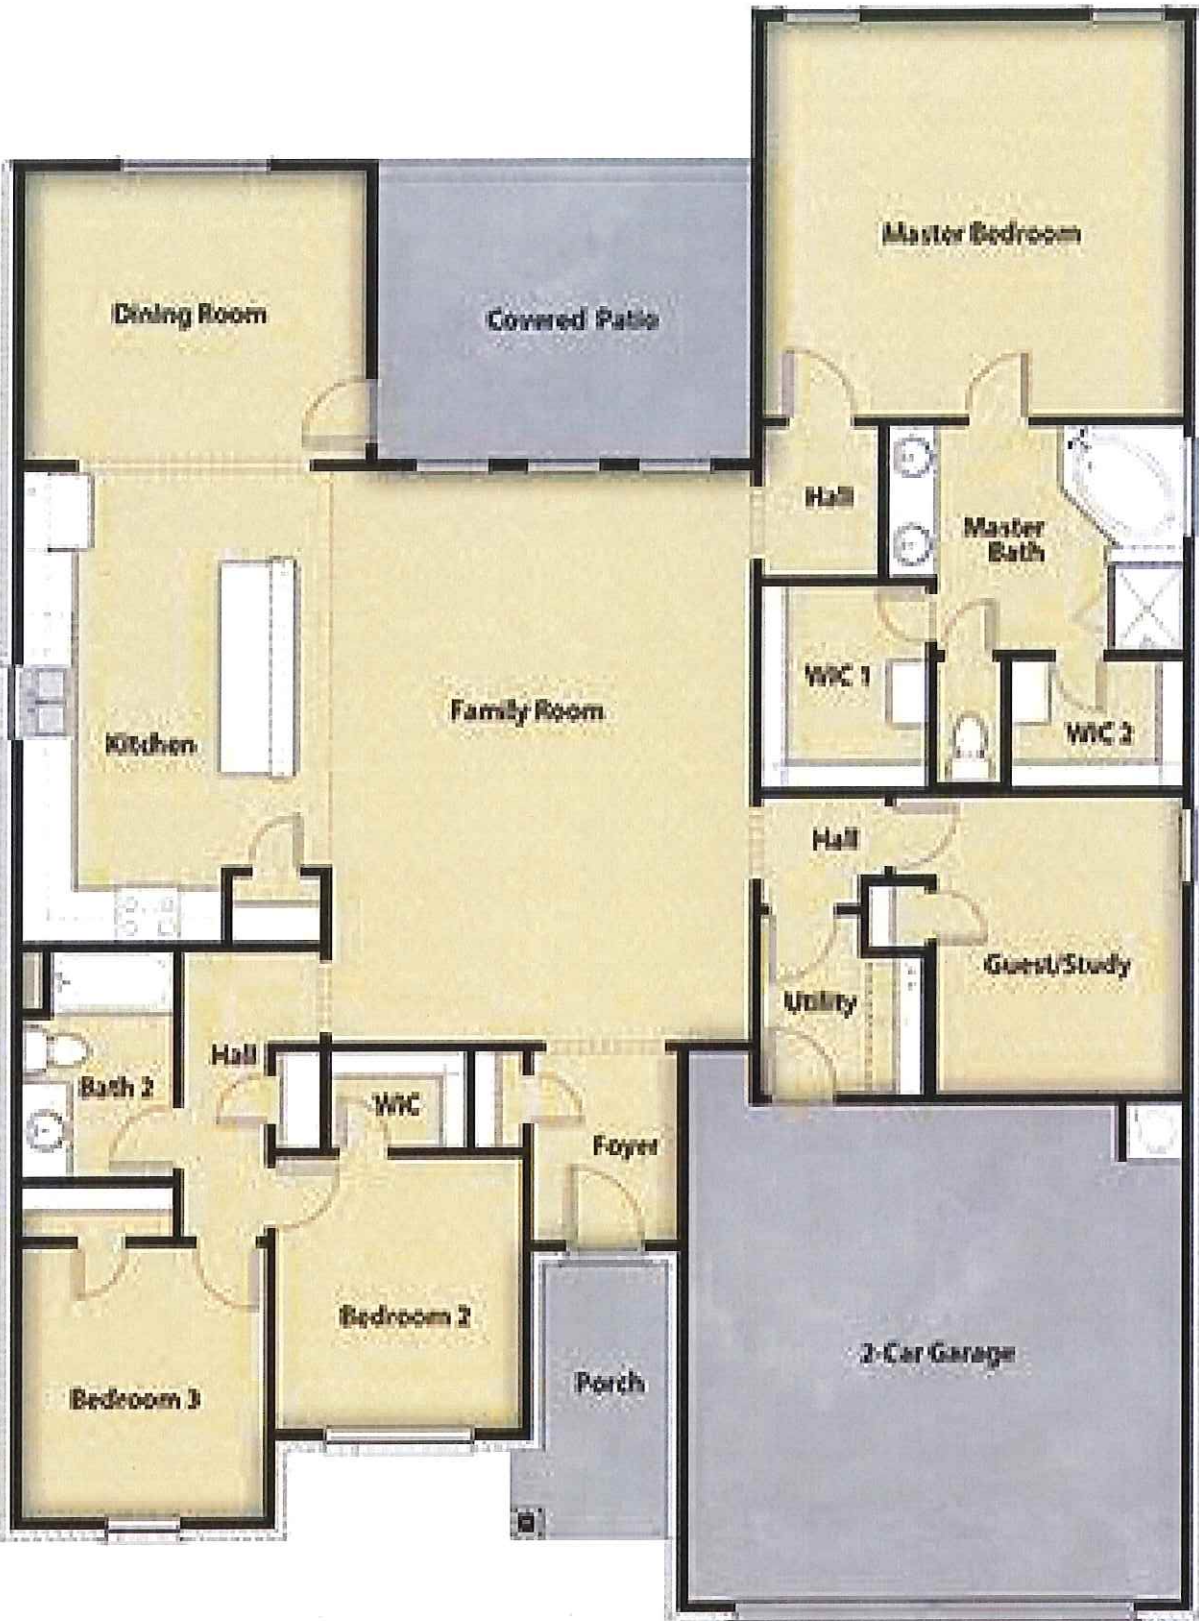 Master Bedroom
Dining Room
Covered Patio
Hall
Master
Bath
WIC 1
Family Room
WIC 2
Kitchen
Hall
Guest/Study
Utility
Hall
Bath 2
WIC
Foyer
Bedroom 2
2-Car Garage
Porch
Bedroom 3